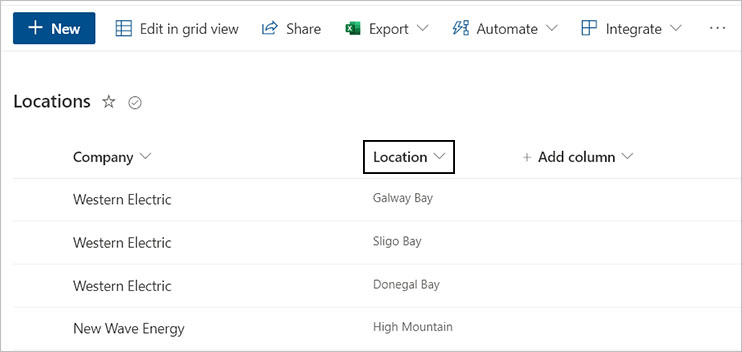 + New Edit in grid view Share Export Automate Integrate ...
Locations
Company Location + Add column
Western Electric Galway Bay
Western Electric Sligo Bay
Western Electric Donegal Bay
New Wave Energy High Mountain